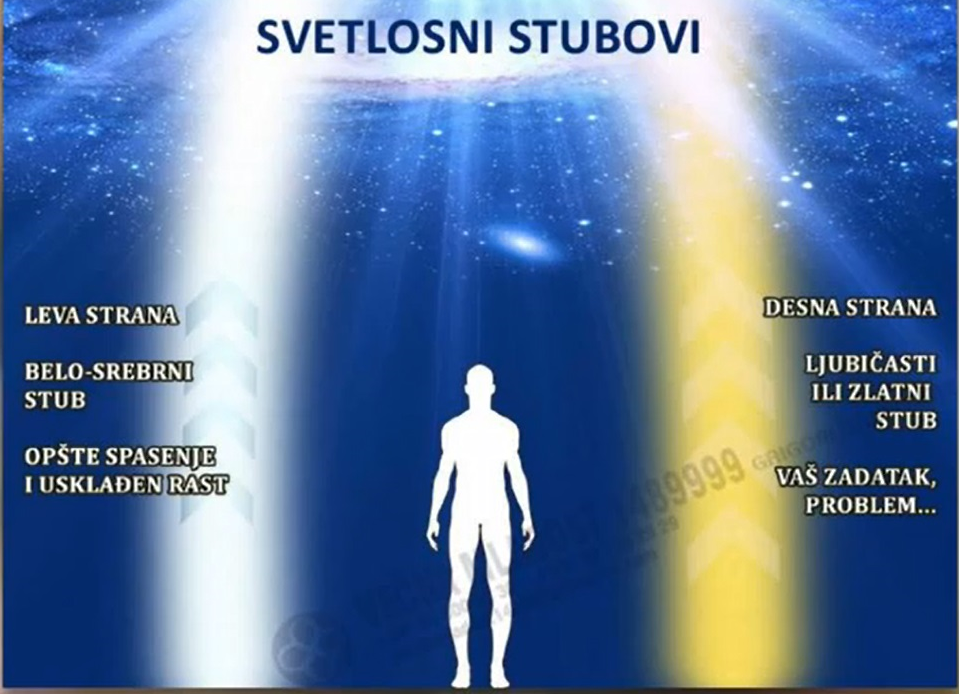 SVETLOSNI STUBOVI
LEVA STRANA
BELO-SREBRNI
STUB
OPŠTE SPASENJE
I USKLAĐEN RAST
DESNA STRANA
LJUBIČASTI
ILI ZLATNI
STUB
VAŠ ZADATAK,
PROBLEM...